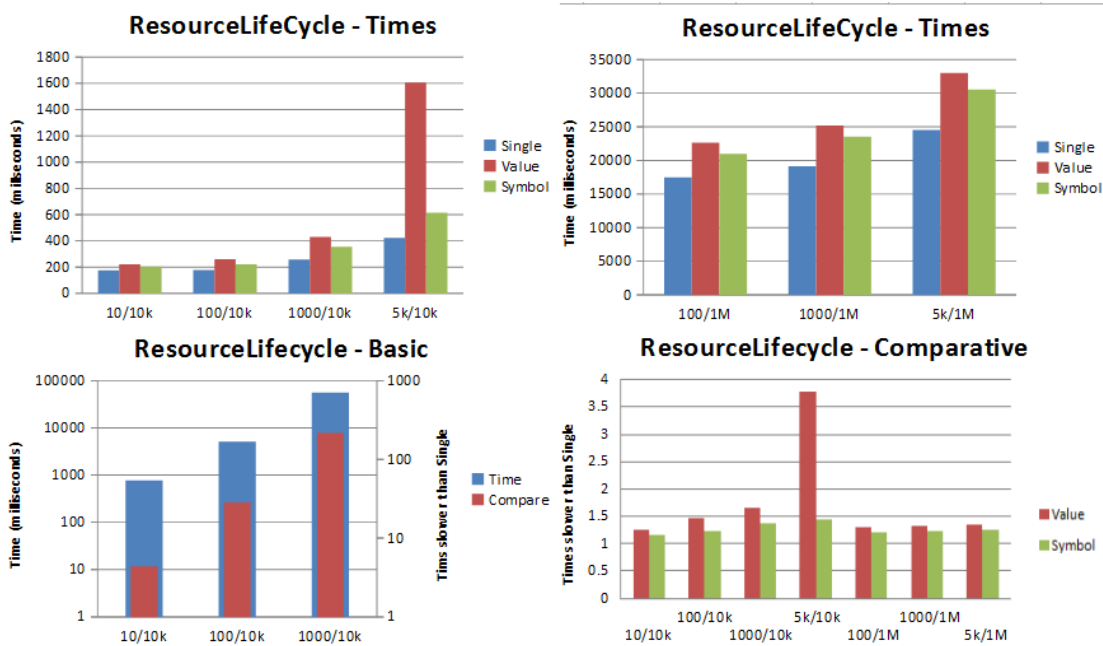 ResourceLifeCycle - Times
Time (milliseconds)
1800
1600
1400
1200
1000
800
600
400
200
0
10/10k
100/10k
1000/10k
5k/10k
Single
Value
Symbol
ResourceLifeCycle - Times
Time (milliseconds)
35000
30000
25000
20000
15000
10000
5000
0
100/1M
1000/1M
5k/1M
Single
Value
Symbol
ResourceLifecycle - Basic
Time (milliseconds)
100000
10000
1000
100
10
1
10/10k
100/10k
1000/10k
1000
100
10
1
Tims slower than Single
Time
Compare
ResourceLifecycle - Comparative
Times slower than Single
4
3.5
3
2.5
2
1.5
1
0.5
0
10/10k
100/10k
1000/10k
5k/10k
100/1M
1000/1M
5k/1M
Value
Symbol